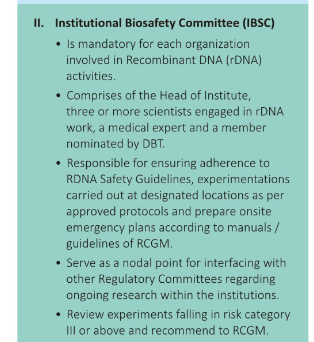 II. Institutional Biosafety Committee (IBSC)
• Is mandatory for each organization
involved in Recombinant DNA (rDNA)
activities.
• Comprises of the Head of Institute,
three or more scientists engaged in rDNA
work, a medical expert and a member
nominated by DBT.
• Responsible for ensuring adherence to
RDNA Safety Guidelines, experimentations
carried out at designated locations as per
approved protocols and prepare onsite
emergency plans according to manuals /
guidelines of RCGM.
• Serve as a nodal point for interfacing with
other Regulatory Committees regarding
ongoing research within the institutions.
• Review experiments falling in risk category
III or above and recommend to RCGM.